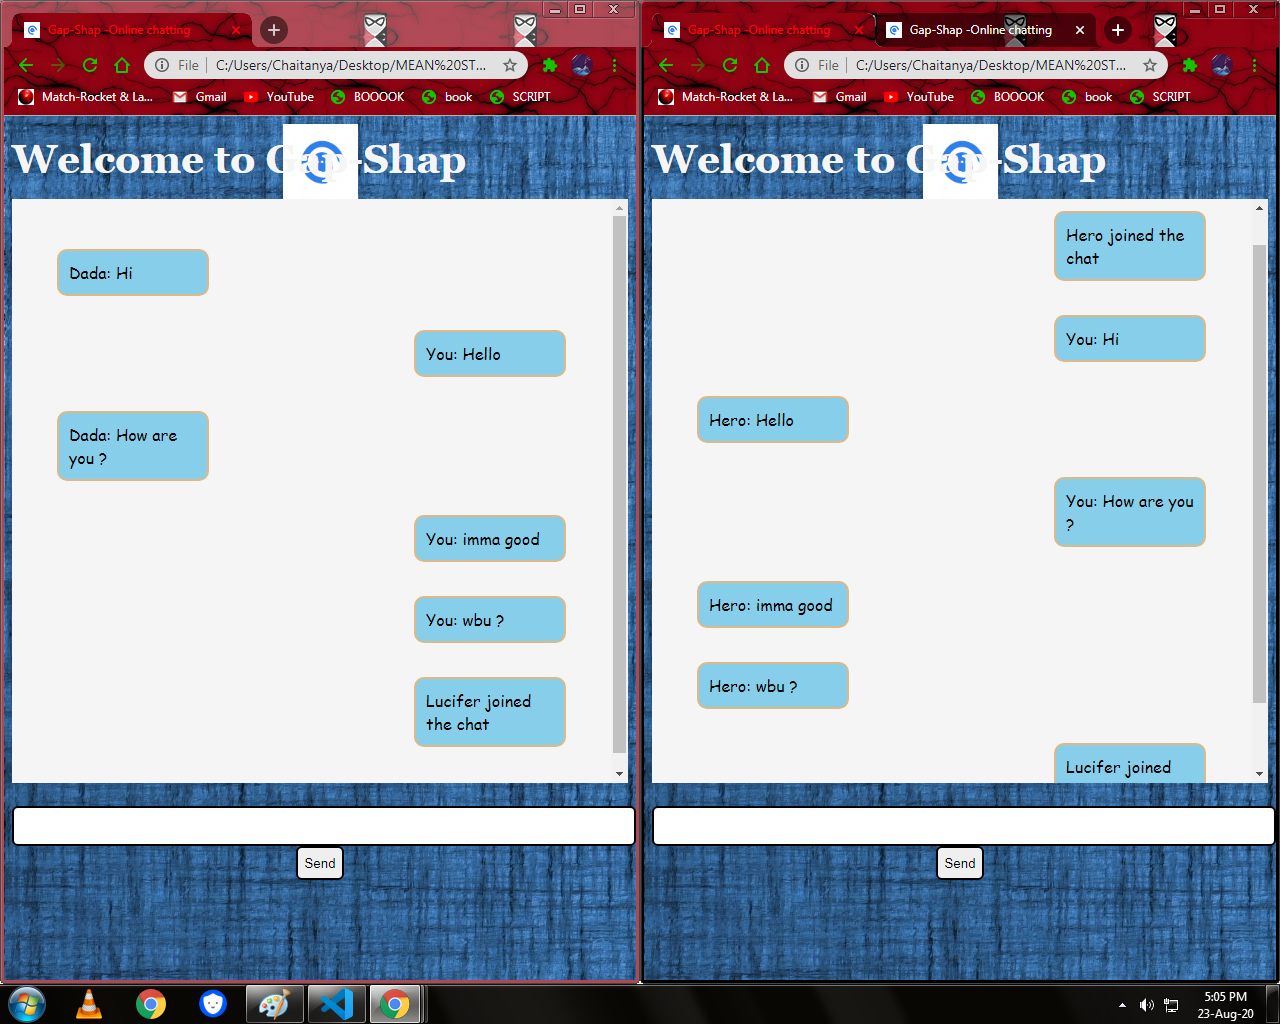 Gap-Shap -Online chatting
File
C:/Users/Chaitanya/Desktop/MEAN%20ST...
Match-Rocket & La...
Gmail
YouTube
BOOOOK
book
SCRIPT
Welcome to Gap-Shap
Dada: Hi
You: Hello
Dada: How are
you ?
You: imma good
You: wbu ?
Lucifer joined
the chat
Send
Gap-Shap -Online chatting
Gap-Shap -Online chatting
File
C:/Users/Chaitanya/Desktop/MEAN%20ST...
Match-Rocket & La...
Gmail
YouTube
BOOOOK
book
SCRIPT
Welcome to Gap-Shap
Hero joined the
chat
You: Hi
Hero: Hello
You: How are you
?
Hero: imma good
Hero: wbu ?
Lucifer joined
Send
5:05 PM
23-Aug-20